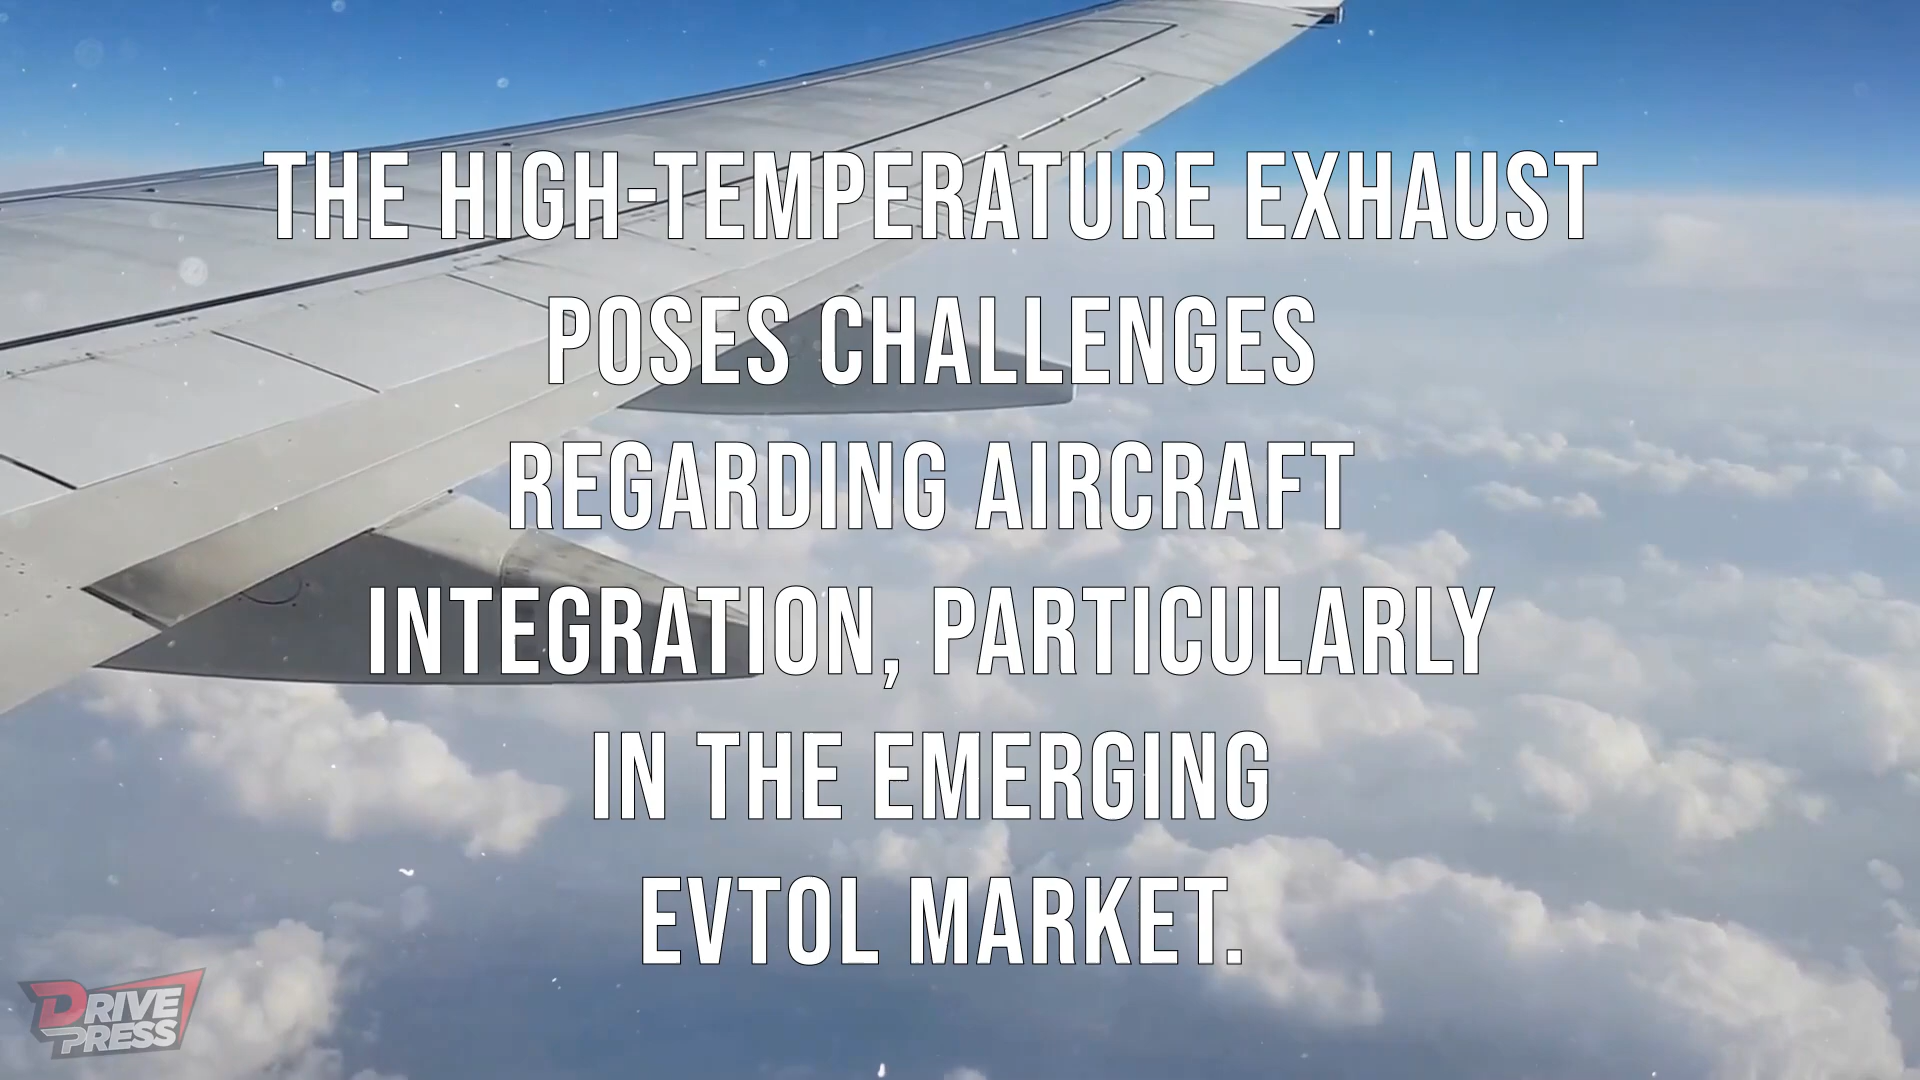 THE HIGH-TEMPERATURE EXHAUST
POSES CHALLENGES
REGARDING AIRCRAFT
INTEGRATION, PARTICULARLY
IN THE EMERGING
EVTOL MARKET.
DRIVE
PRESS